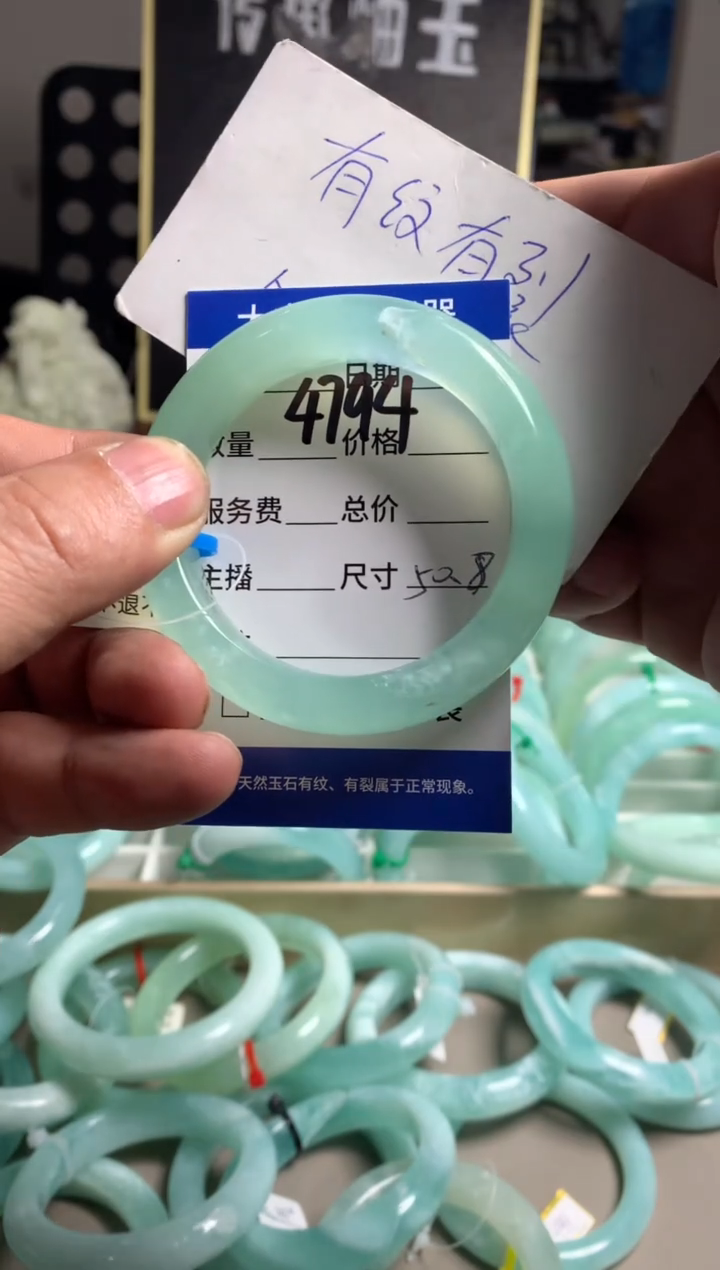 玉
有纹有裂
日期
4794
数量 价格
服务费 总价
主播 尺寸 52.8
天然玉石有纹、有裂属于正常现象。